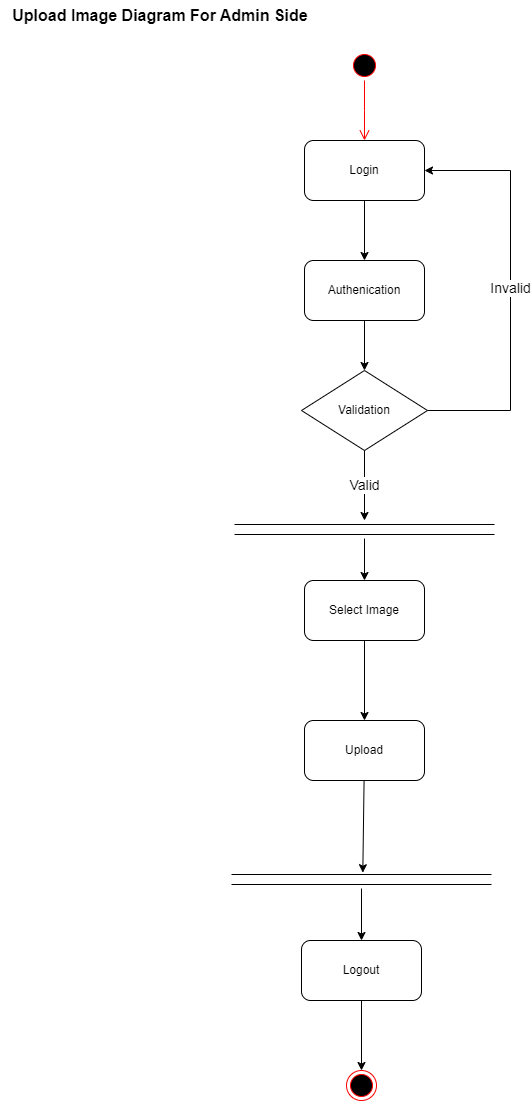 Upload Image Diagram For Admin Side
Login
Authenication
Invalid
Validation
Valid
Select Image
Upload
Logout